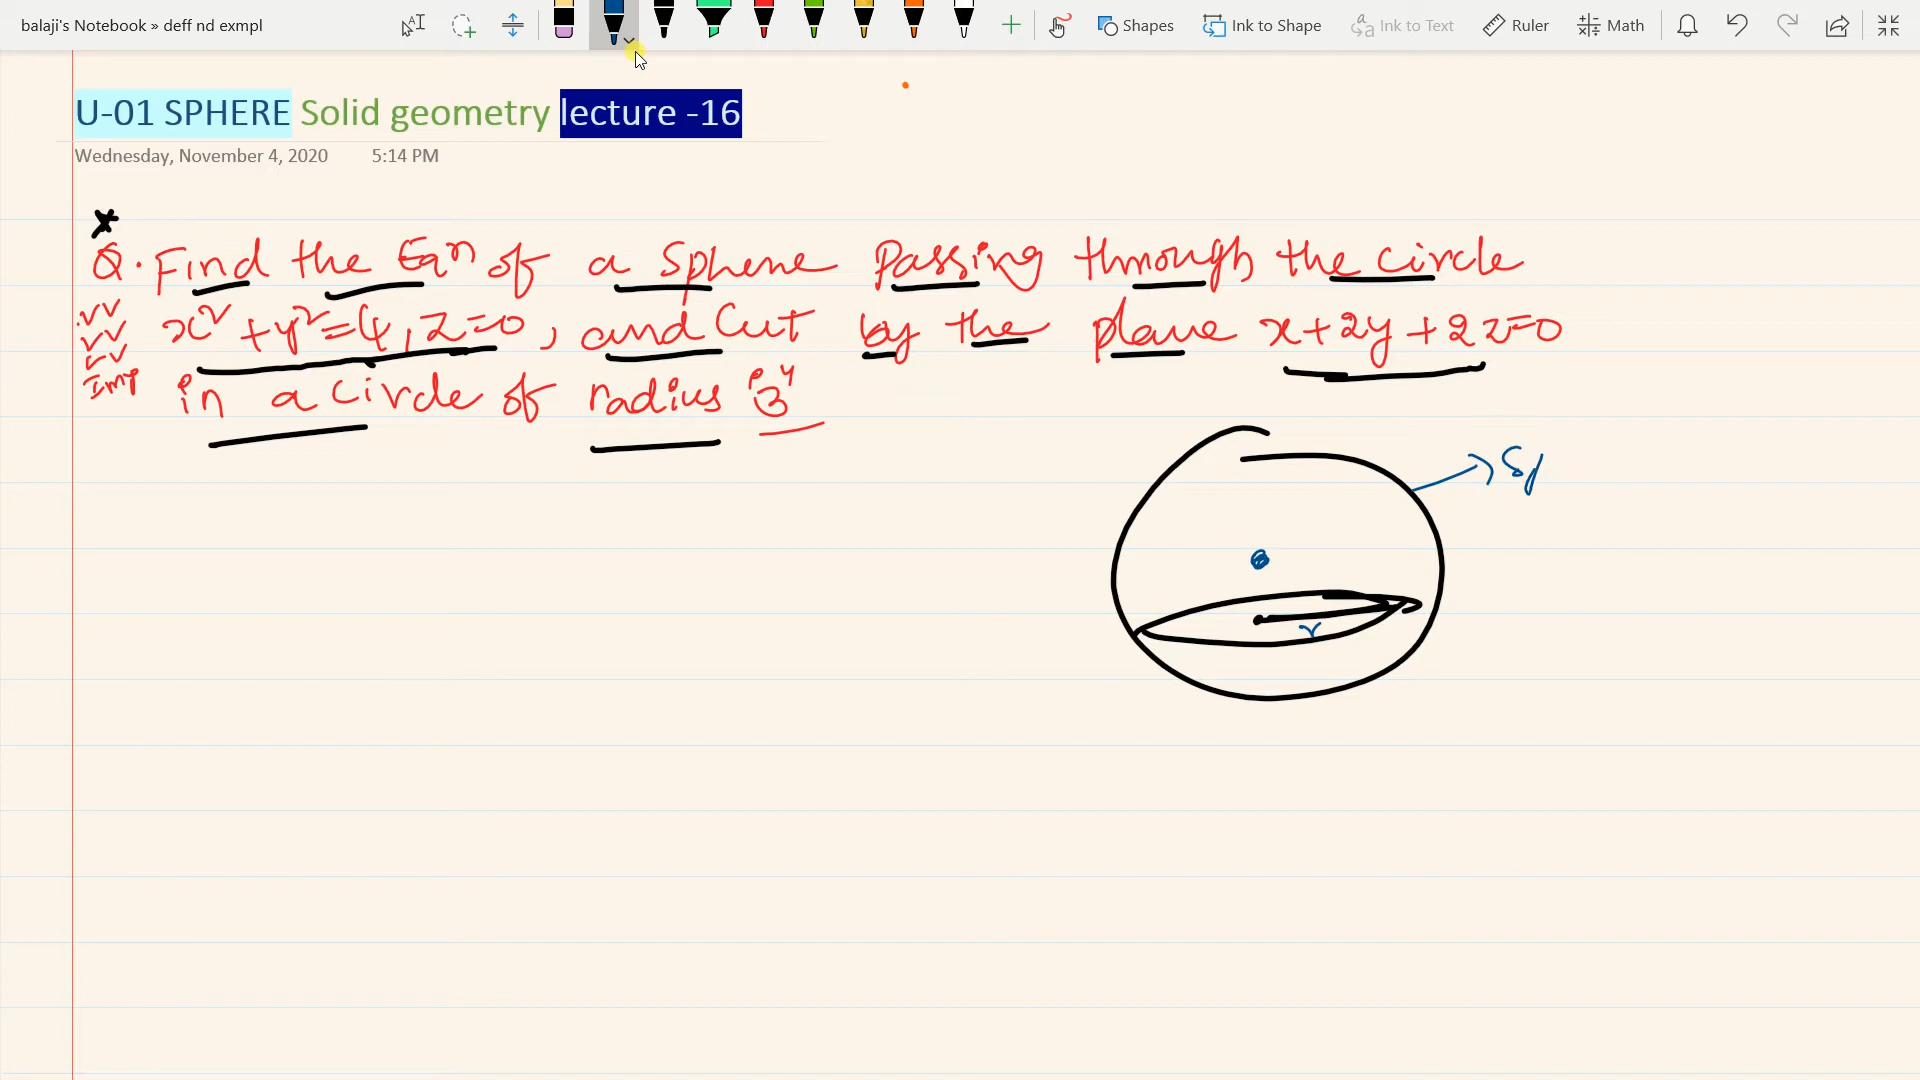 balaji's Notebook » deff nd exmpl
Shapes
Ink to Shape
Ink to Text
Ruler
Math
U-01 SPHERE Solid geometry lecture -16
Wednesday, November 4, 2020 5:14 PM
Q. Find the Eqn of a Sphere Passing through the circle
x²+y²=4, z=0, and Cut by the plane x+2y+2z=0
Imp
in a circle of radius 3
r